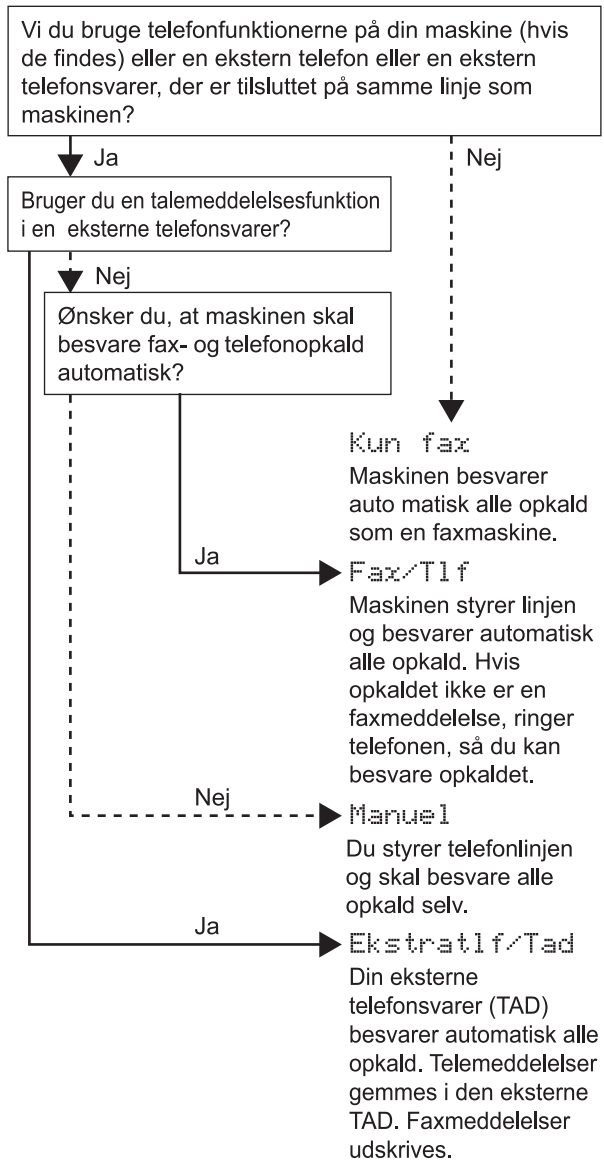 Vi du bruge telefonfunktionerne på din maskine (hvis
de findes) eller en ekstern telefon eller en ekstern
telefonsvarer, der er tilsluttet på samme linje som
maskinen?
Ja
Nej
Bruger du en talemeddelelsesfunktion
i en eksterne telefonsvarer?
Nej
Ønsker du, at maskinen skal
besvare fax- og telefonopkald
automatisk?
Kun fax
Maskinen besvarer
auto matisk alle opkald
som en faxmaskine.
Ja
Fax/Tlf
Maskinen styrer linjen
og besvarer automatisk
alle opkald. Hvis
opkaldet ikke er en
faxmeddelelse, ringer
telefonen, så du kan
besvare opkaldet.
Nej
Manuel
Du styrer telefonlinjen
og skal besvare alle
opkald selv.
Ja
Ekstratlf/Tad
Din eksterne
telefonsvarer (TAD)
besvarer automatisk alle
opkald. Telemeddelelser
gemmes i den eksterne
TAD. Faxmeddelelser
udskrives.